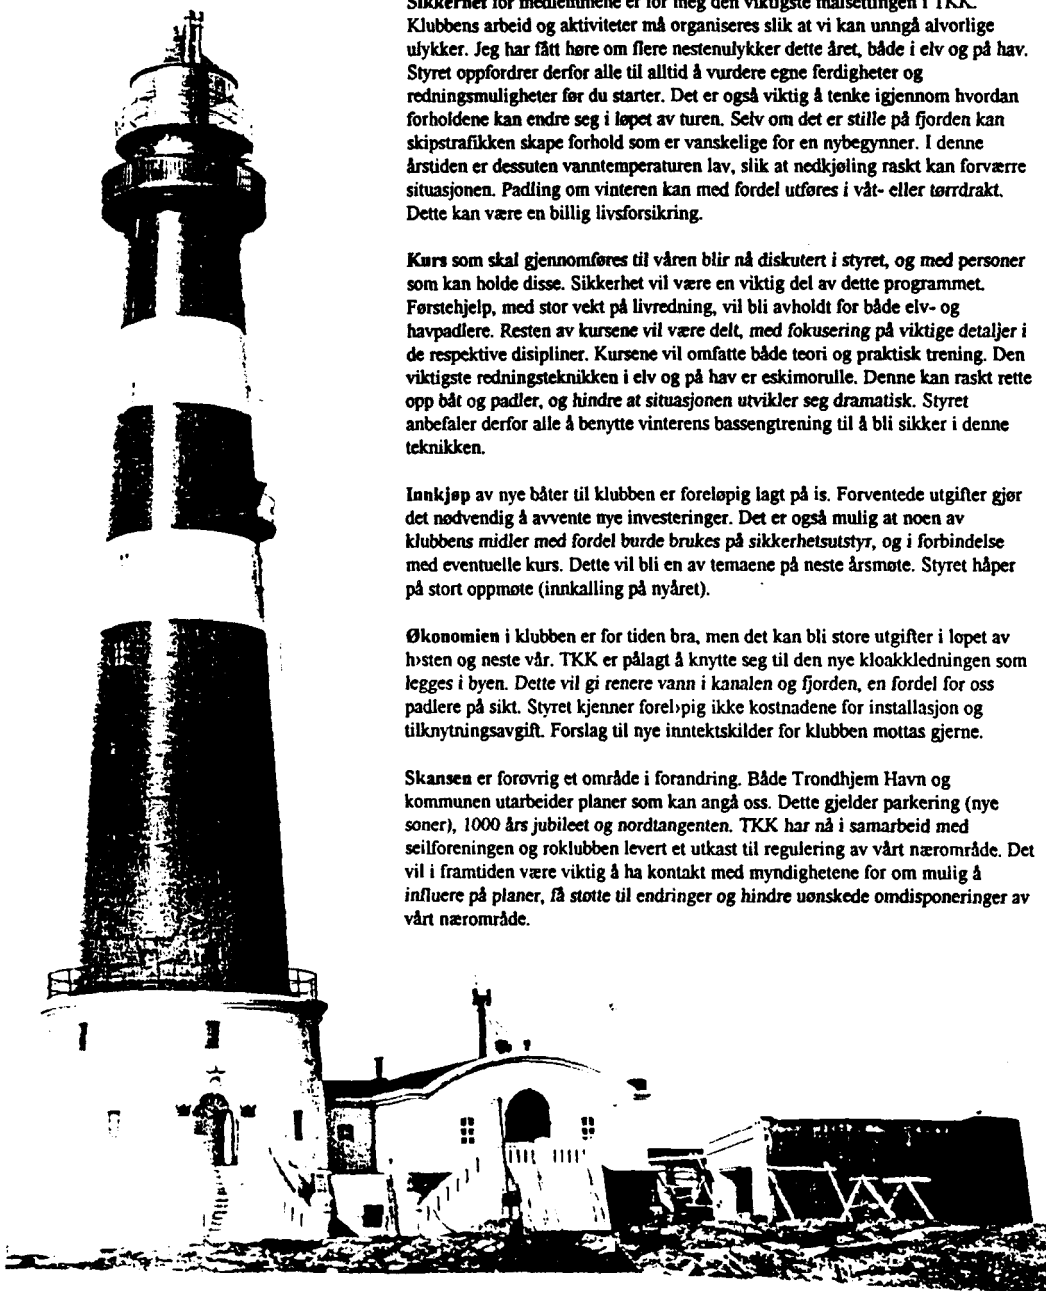 Sikkerhet for medlemmene er for meg den viktigste målsettingen i TKK.
Klubbens arbeid og aktiviteter må organiseres slik at vi kan unngå alvorlige
ulykker. Jeg har fått høre om flere nestenulykker dette året, både i elv og på hav.
Styret oppfordrer derfor alle til alltid å vurdere egne ferdigheter og
redningsmuligheter før du starter. Det er også viktig å tenke igjennom hvordan
forholdene kan endre seg i løpet av turen. Selv om det er stille på fjorden kan
skipstrafikken skape forhold som er vanskelige for en nybegynner. I denne
årstiden er dessuten vanntemperaturen lav, slik at nedkjøling raskt kan forværre
situasjonen. Padling om vinteren kan med fordel utføres i våt- eller tørrdrakt.
Dette kan være en billig livsforsikring.
Kurs som skal gjennomføres til våren blir nå diskutert i styret, og med personer
som kan holde disse. Sikkerhet vil være en viktig del av dette programmet.
Førstehjelp, med stor vekt på livredning, vil bli avholdt for både elv- og
havpadlere. Resten av kursene vil være delt, med fokusering på viktige detaljer i
de respektive disipliner. Kursene vil omfatte både teori og praktisk trening. Den
viktigste redningsteknikken i elv og på hav er eskimorulle. Denne kan raskt rette
opp båt og padler, og hindre at situasjonen utvikler seg dramatisk. Styret
anbefaler derfor alle å benytte vinterens bassengtrening til å bli sikker i denne
teknikken.
Innkjøp av nye båter til klubben er foreløpig lagt på is. Forventede utgifter gjør
det nødvendig å avvente nye investeringer. Det er også mulig at noen av
klubbens midler med fordel burde brukes på sikkerhetsutstyr, og i forbindelse
med eventuelle kurs. Dette vil bli en av temaene på neste årsmøte. Styret håper
på stort oppmøte (innkalling på nyåret).
Økonomien i klubben er for tiden bra, men det kan bli store utgifter i løpet av
h›sten og neste vår. TKK er pålagt å knytte seg til den nye kloakkledningen som
legges i byen. Dette vil gi renere vann i kanalen og fjorden, en fordel for oss
padlere på sikt. Styret kjenner forel›pig ikke kostnadene for installasjon og
tilknytningsavgift. Forslag til nye inntektskilder for klubben mottas gjerne.
Skansen er forøvrig et område i forandring. Både Trondhjem Havn og
kommunen utarbeider planer som kan angå oss. Dette gjelder parkering (nye
soner), 1000 års jubileet og nordtangenten. TKK har nå i samarbeid med
seilforeningen og roklubben levert et utkast til regulering av vårt nærområde. Det
vil i framtiden være viktig å ha kontakt med myndighetene for om mulig å
influere på planer, få støtte til endringer og hindre uønskede omdisponeringer av
vårt nærområde.